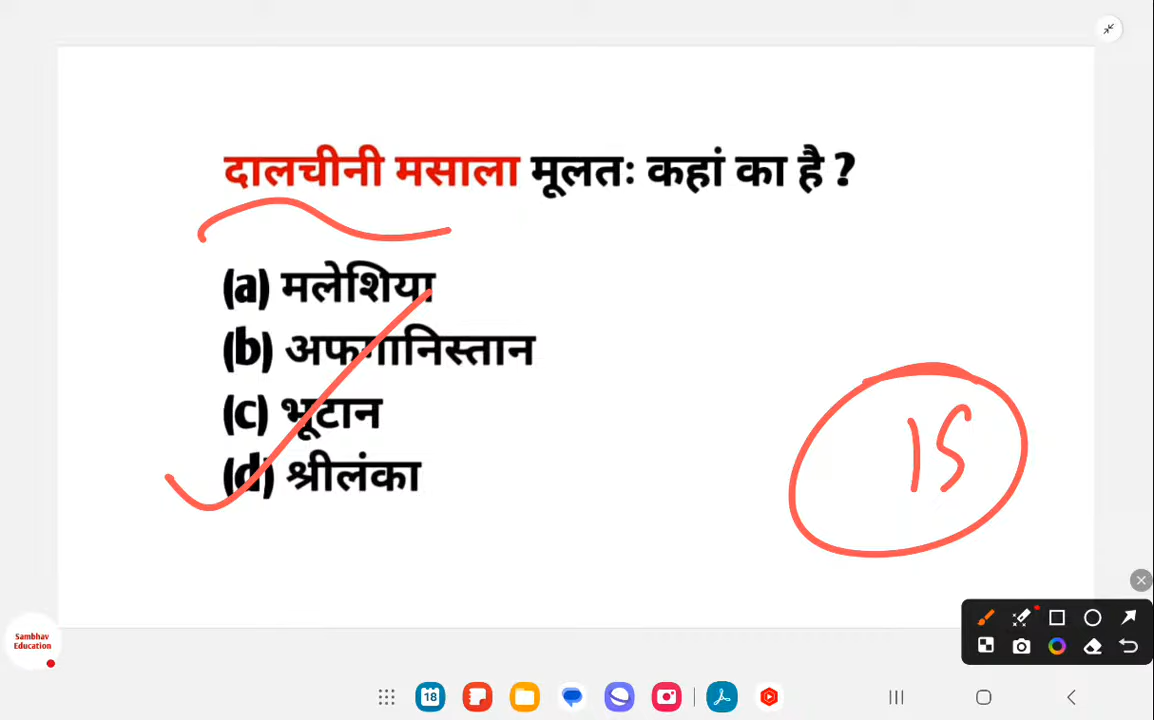 दालचीनी मसाला मूलतः कहां का है ?
(a) मलेशिया
(b) अफगानिस्तान
(c) भूटान
(d) श्रीलंका
15
Sambhav
Education
18